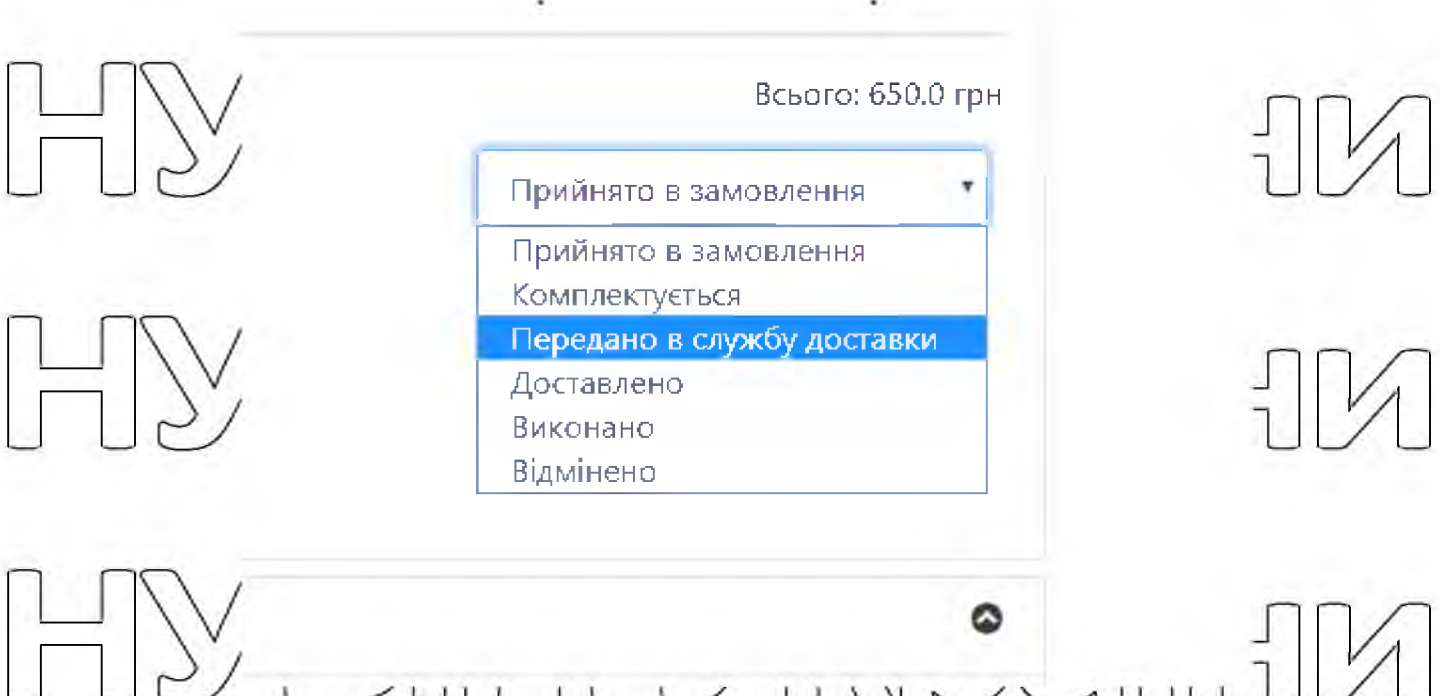 Всього: 650.0 грн
Прийнято в замовлення
Прийнято в замовлення
Комплектується
Передано в службу доставки
Доставлено
Виконано
Відмінено